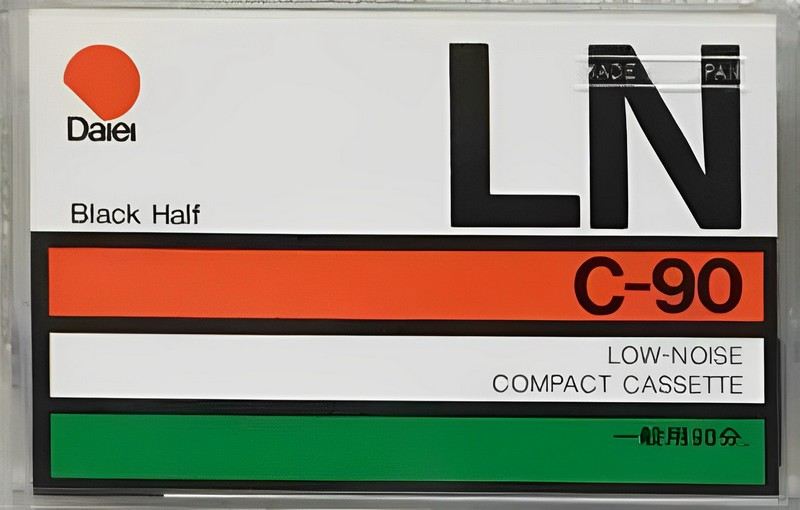 LN
MADE PAN
Daiei
Black Half
C-90
LOW-NOISE
COMPACT CASSETTE
一般用90分